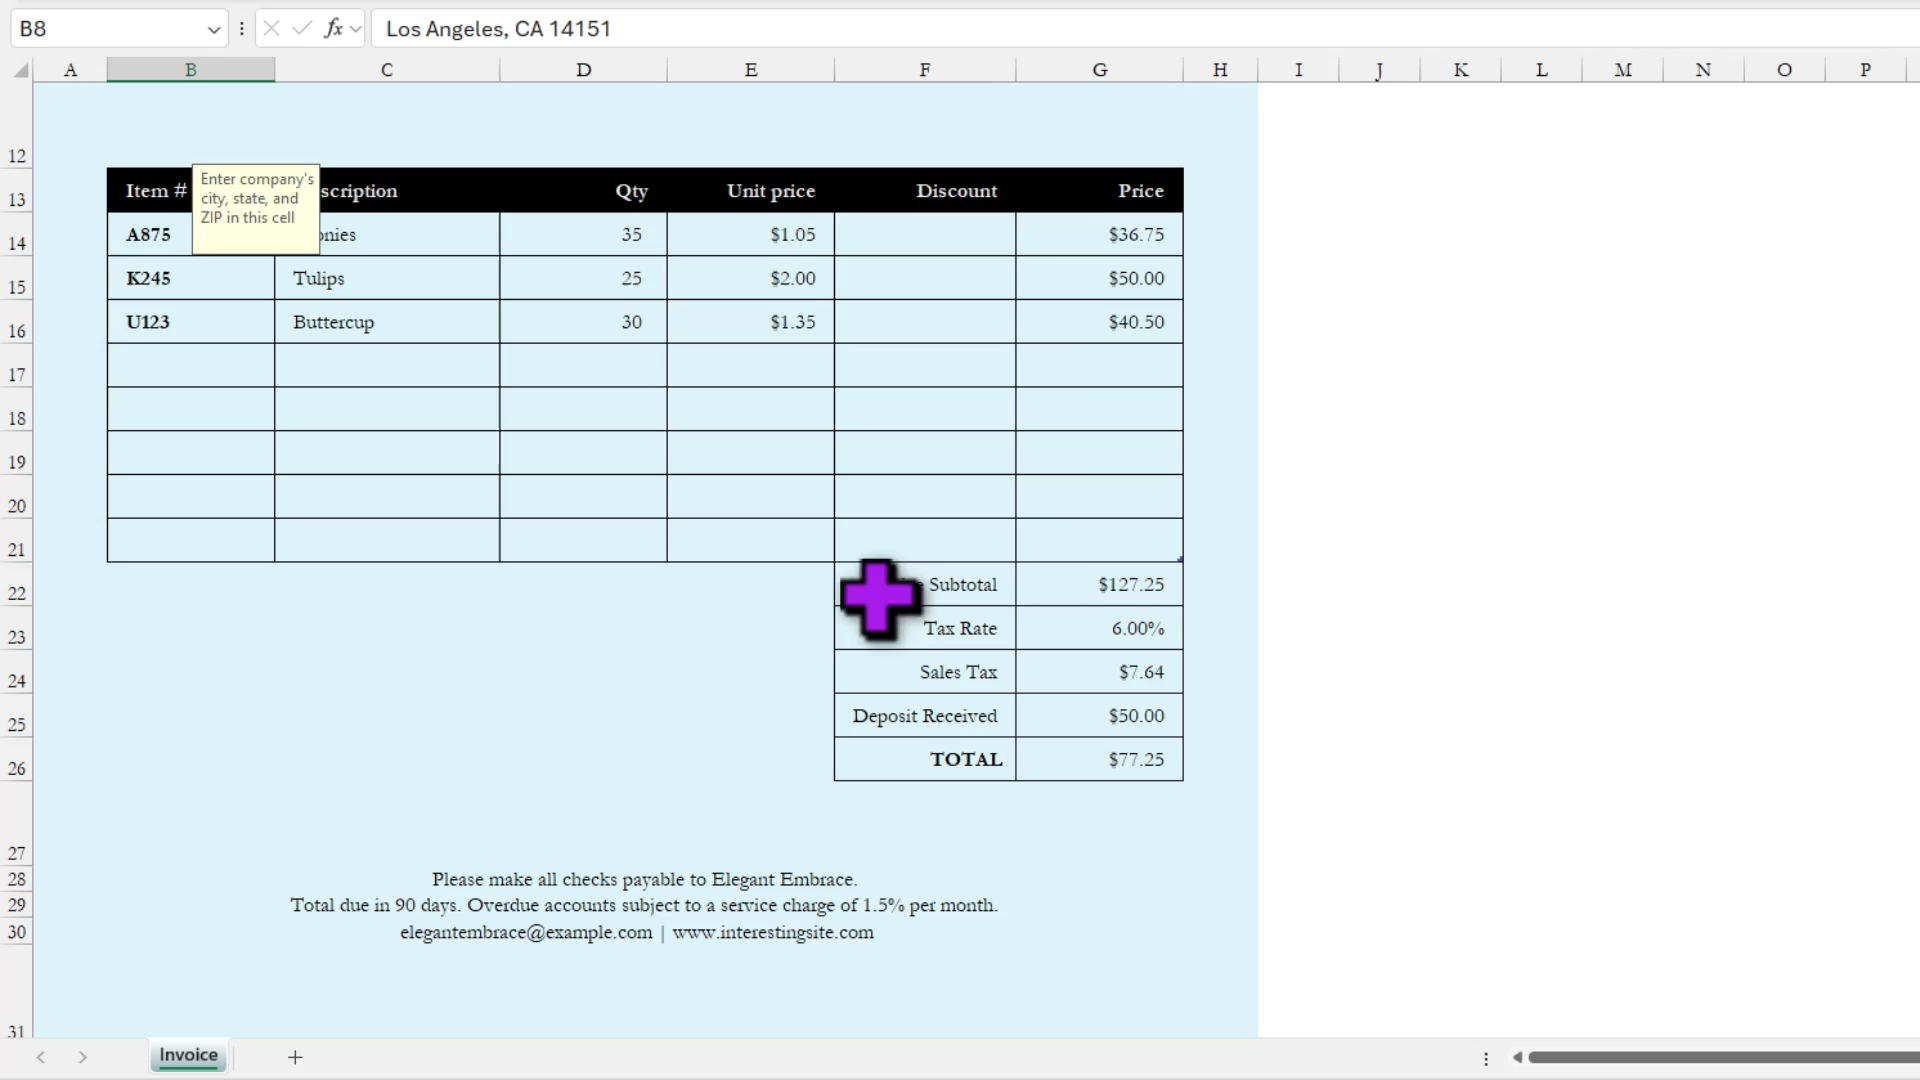 B8 fx Los Angeles, CA 14151
A B C D E F G H I J K L M N O P
12
13 Item # scription Qty Unit price Discount Price
Enter company's
city, state, and
ZIP in this cell
14 A875 onies 35 $1.05 $36.75
15 K245 Tulips 25 $2.00 $50.00
16 U123 Buttercup 30 $1.35 $40.50
17
18
19
20
21
22 Subtotal $127.25
23 Tax Rate 6.00%
24 Sales Tax $7.64
25 Deposit Received $50.00
26 TOTAL $77.25
27
28 Please make all checks payable to Elegant Embrace.
29 Total due in 90 days. Overdue accounts subject to a service charge of 1.5% per month.
30 elegantembrace@example.com | www.interestingsite.com
31
Invoice